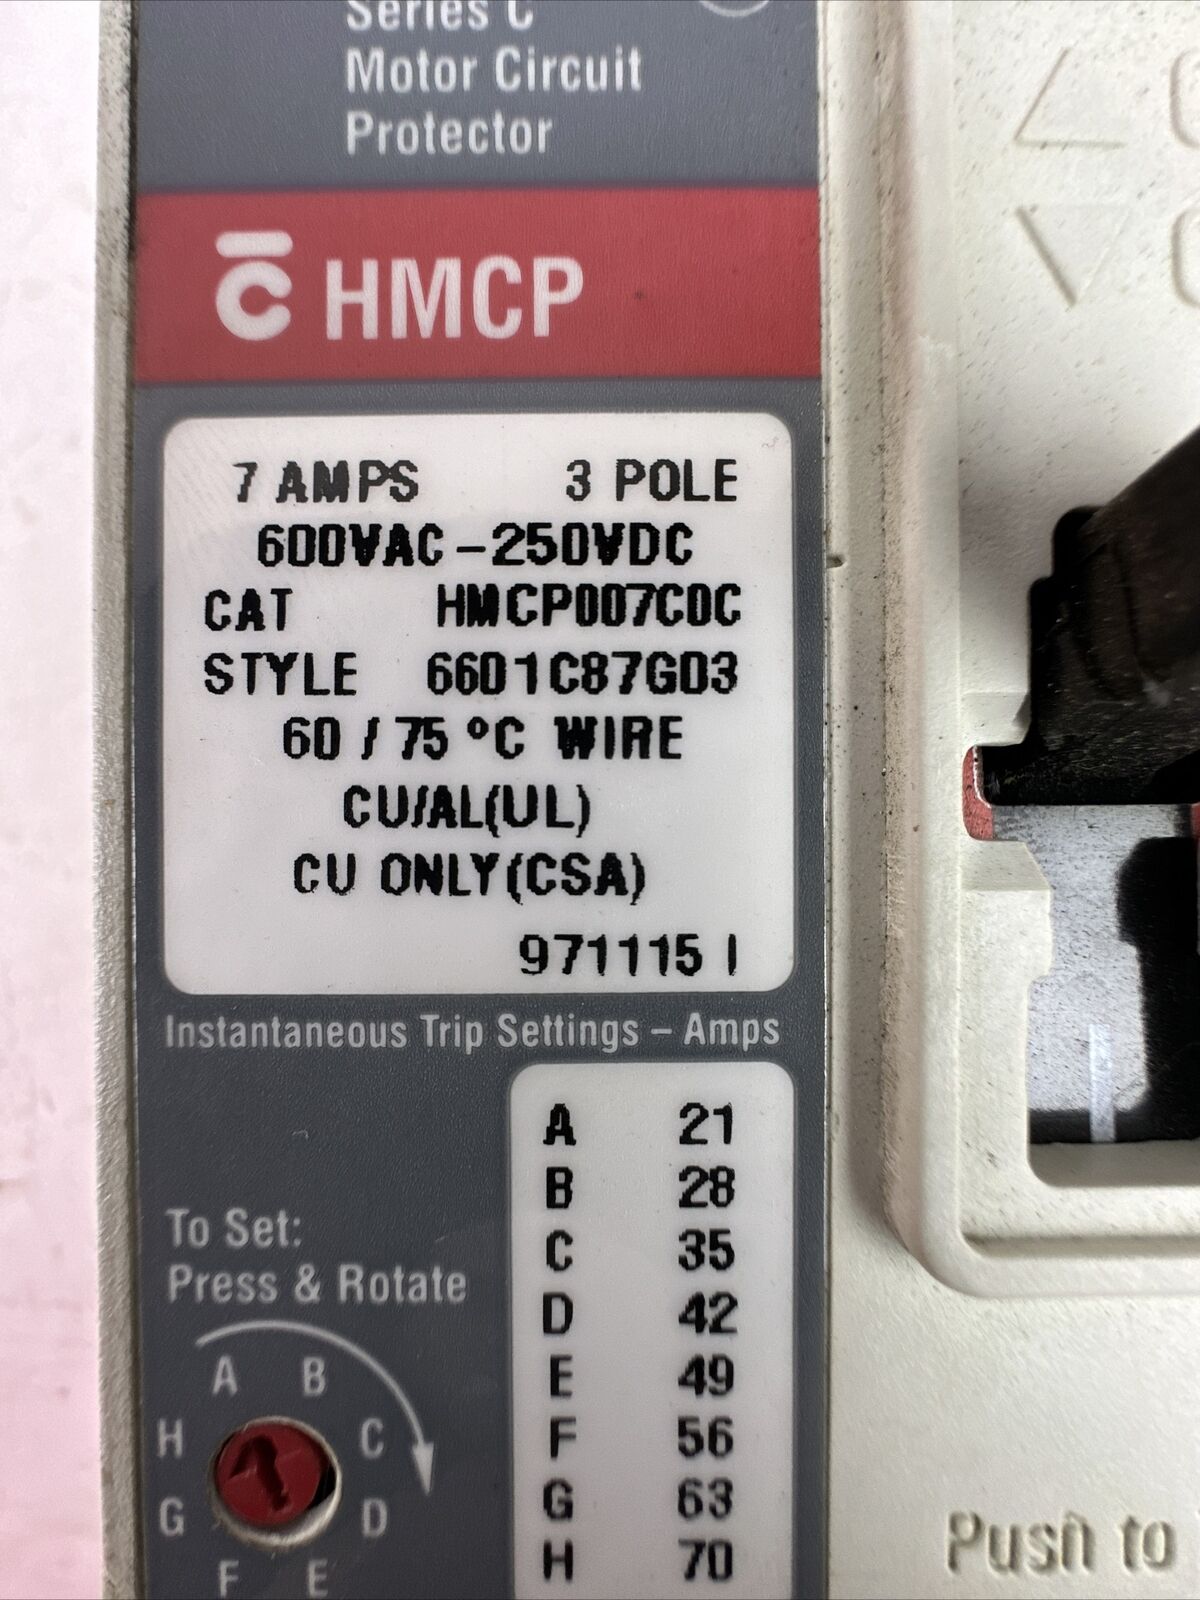 Series C
Motor Circuit
Protector
C HMCP
7 AMPS 3 POLE
600VAC-250VDC
CAT HMCP007C0C
STYLE 6601C87G03
60 / 75 °C WIRE
CU/AL(UL)
CU ONLY(CSA)
971115 I
Instantaneous Trip Settings – Amps
A 21
B 28
C 35
D 42
E 49
F 56
G 63
H 70
To Set:
Press & Rotate
A B
H C
G D
F E
Push to